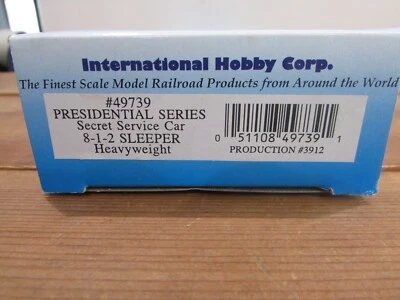 International Hobby Corp.
The Finest Scale Model Railroad Products from Around the World
#49739
PRESIDENTIAL SERIES
Secret Service Car
8-1-2 SLEEPER
Heavyweight
0 51108 49739 1
PRODUCTION #3912